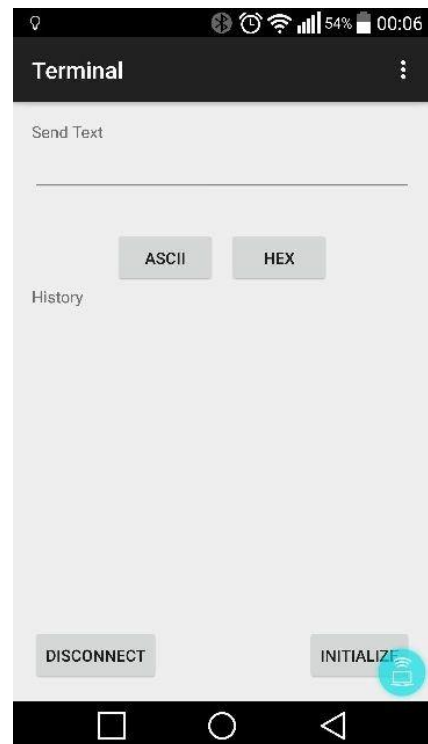 54% 00:06
Terminal
Send Text
ASCII HEX
History
DISCONNECT INITIALIZE